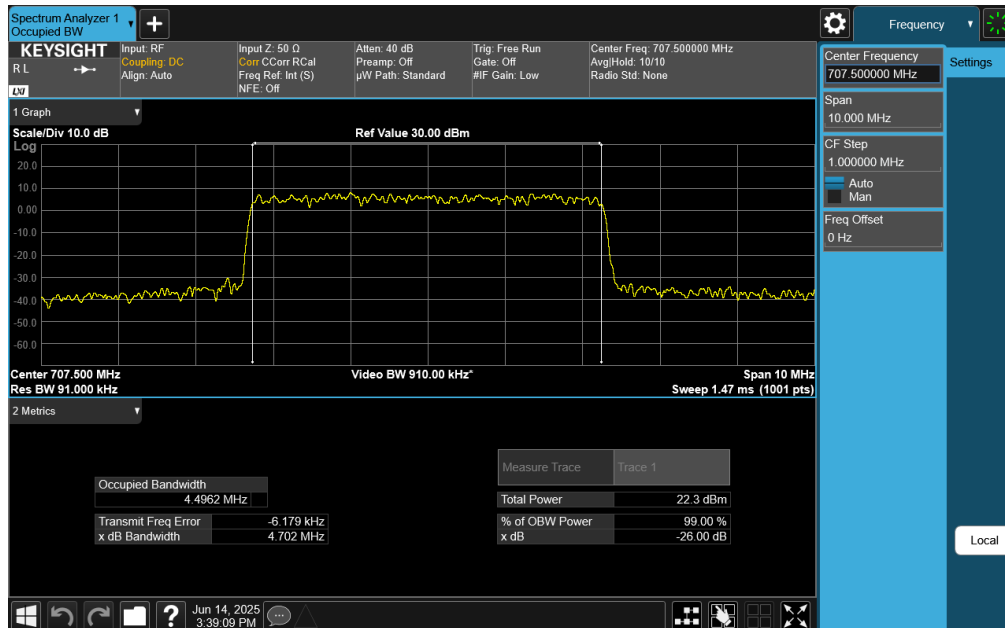 Spectrum Analyzer 1
Occupied BW
Frequency
KEYSIGHT
R L
LXI
Input: RF
Coupling: DC
Align: Auto
Input Z: 50 Ω
Corr CCorr RCal
Freq Ref: Int (S)
NFE: Off
Atten: 40 dB
Preamp: Off
µW Path: Standard
Trig: Free Run
Gate: Off
#IF Gain: Low
Center Freq: 707.500000 MHz
Avg|Hold: 10/10
Radio Std: None
Center Frequency
707.500000 MHz
Settings
Span
10.000 MHz
CF Step
1.000000 MHz
Auto
Man
Freq Offset
0 Hz
Local
1 Graph
Scale/Div 10.0 dB
Ref Value 30.00 dBm
Log
20.0
10.0
0.00
-10.0
-20.0
-30.0
-40.0
-50.0
-60.0
Center 707.500 MHz
Video BW 910.00 kHz*
Span 10 MHz
Res BW 91.000 kHz
Sweep 1.47 ms (1001 pts)
2 Metrics
Measure Trace
Trace 1
Occupied Bandwidth
4.4962 MHz
Total Power
22.3 dBm
Transmit Freq Error
-6.179 kHz
% of OBW Power
99.00 %
x dB Bandwidth
4.702 MHz
x dB
-26.00 dB
?
Jun 14, 2025
3:39:09 PM